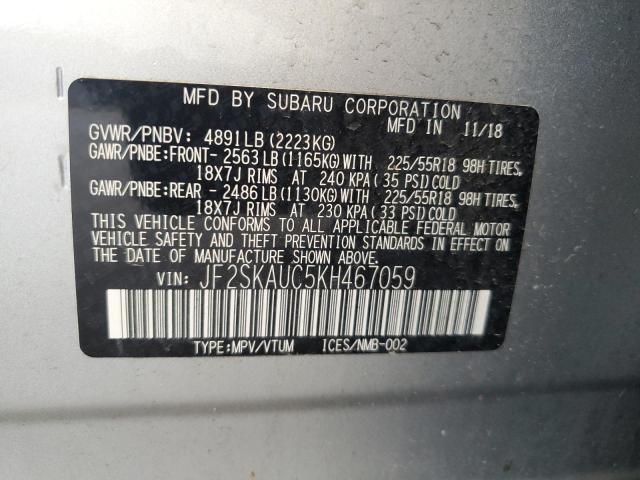 MFD BY SUBARU CORPORATION
MFD IN 11/18
GVWR/PNBV: 4891LB(2223KG)
GAWR/PNBE:FRONT- 2563LB(1165KG)WITH 225/55R18 98H TIRES,
18X7J RIMS AT 240 KPA( 35 PSI)COLD
GAWR/PNBE:REAR - 2486LB(1130KG)WITH 225/55R18 98H TIRES,
18X7J RIMS AT 230 KPA( 33 PSI)COLD
THIS VEHICLE CONFORMS TO ALL APPLICABLE FEDERAL MOTOR
VEHICLE SAFETY AND THEFT PREVENTION STANDARDS IN EFFECT ON
THE DATE OF MANUFACTURE SHOWN ABOVE.
VIN: JF2SKAUC5KH467059
TYPE:MPV/VTUM ICES/NMB-002